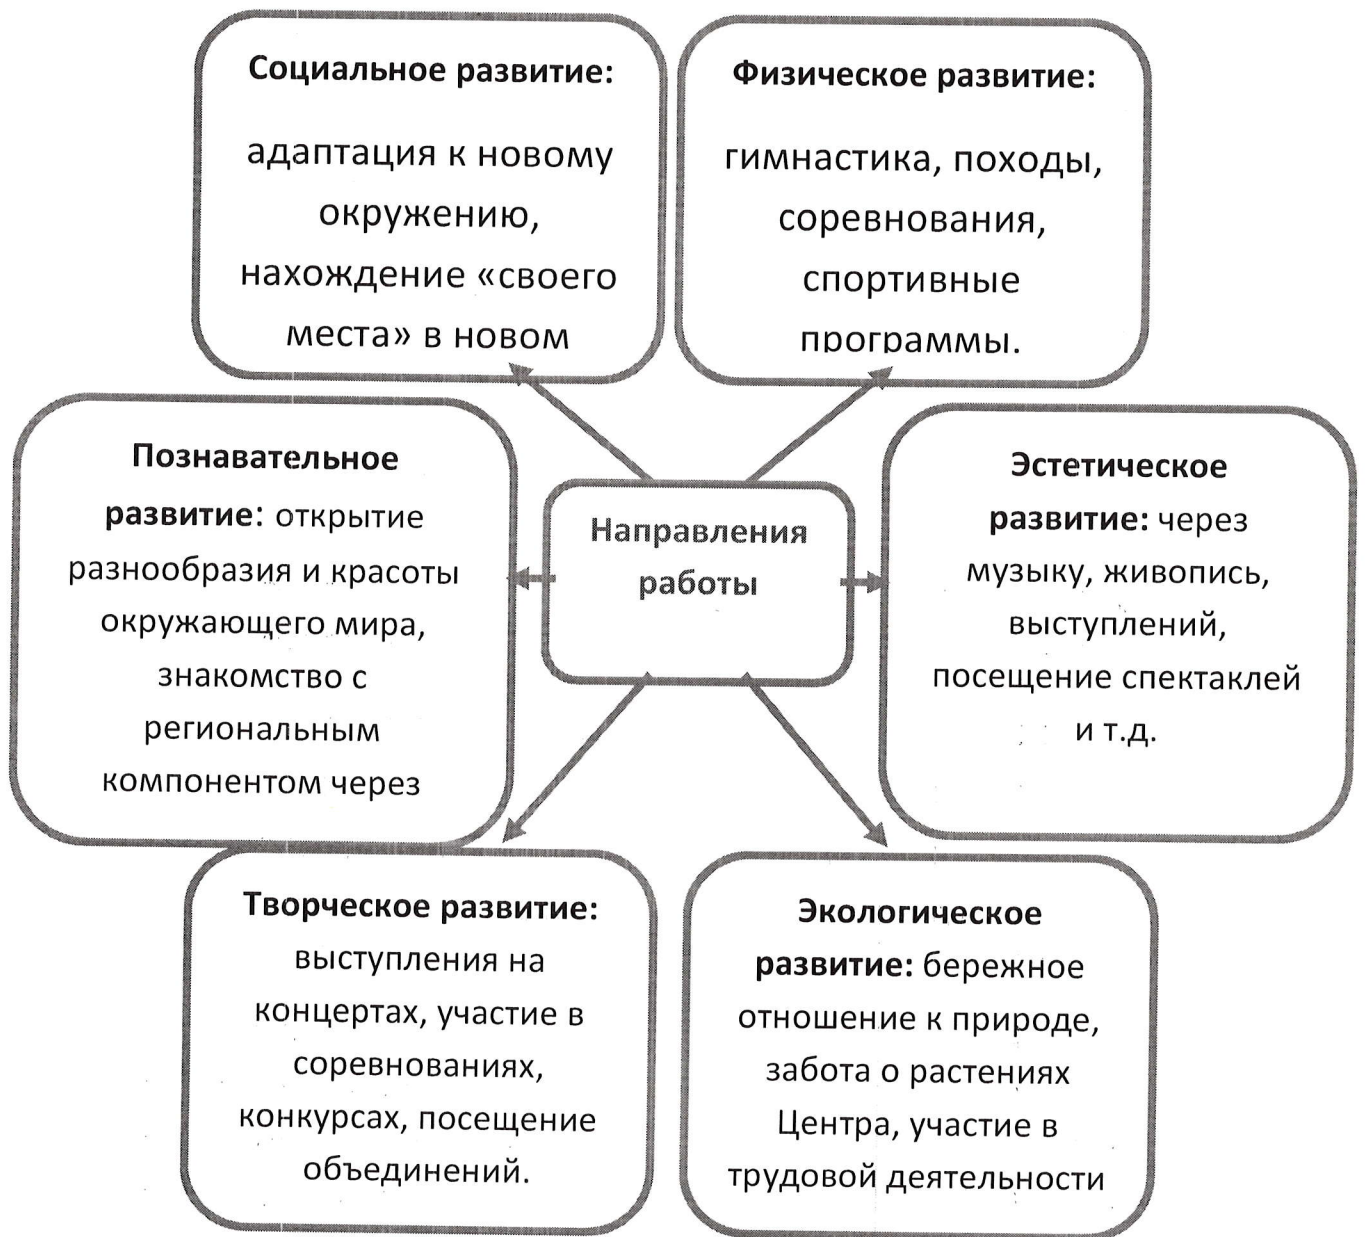 Социальное развитие:
адаптация к новому
окружению,
нахождение «своего
места» в новом
Физическое развитие:
гимнастика, походы,
соревнования,
спортивные
программы.
Познавательное
развитие: открытие
разнообразия и красоты
окружающего мира,
знакомство с
региональным
компонентом через
Направления
работы
Эстетическое
развитие: через
музыку, живопись,
выступлений,
посещение спектаклей
и т.д.
Творческое развитие:
выступления на
концертах, участие в
соревнованиях,
конкурсах, посещение
объединений.
Экологическое
развитие: бережное
отношение к природе,
забота о растениях
Центра, участие в
трудовой деятельности